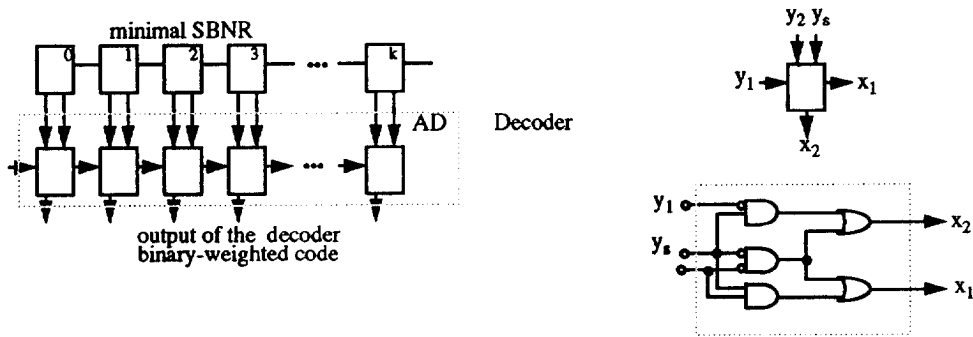 minimal SBNR
0 1 2 3 ... k
AD Decoder
output of the decoder
binary-weighted code
y2 ys
y1 x1
x2
y1
x2
ys
x1